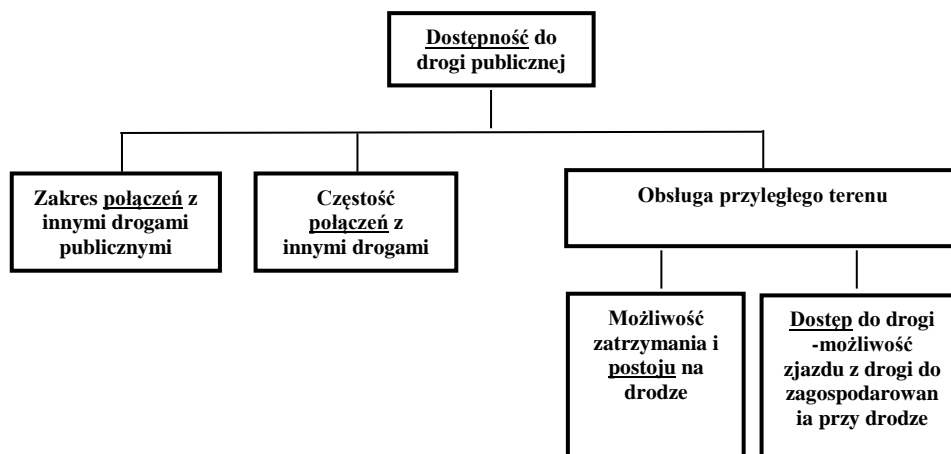 Dostępność do
drogi publicznej
Zakres połączeń z
innymi drogami
publicznymi
Częstość
połączeń z
innymi drogami
Obsługa przyległego terenu
Możliwość
zatrzymania i
postoju na
drodze
Dostęp do drogi
-możliwość
zjazdu z drogi do
zagospodarowan
ia przy drodze